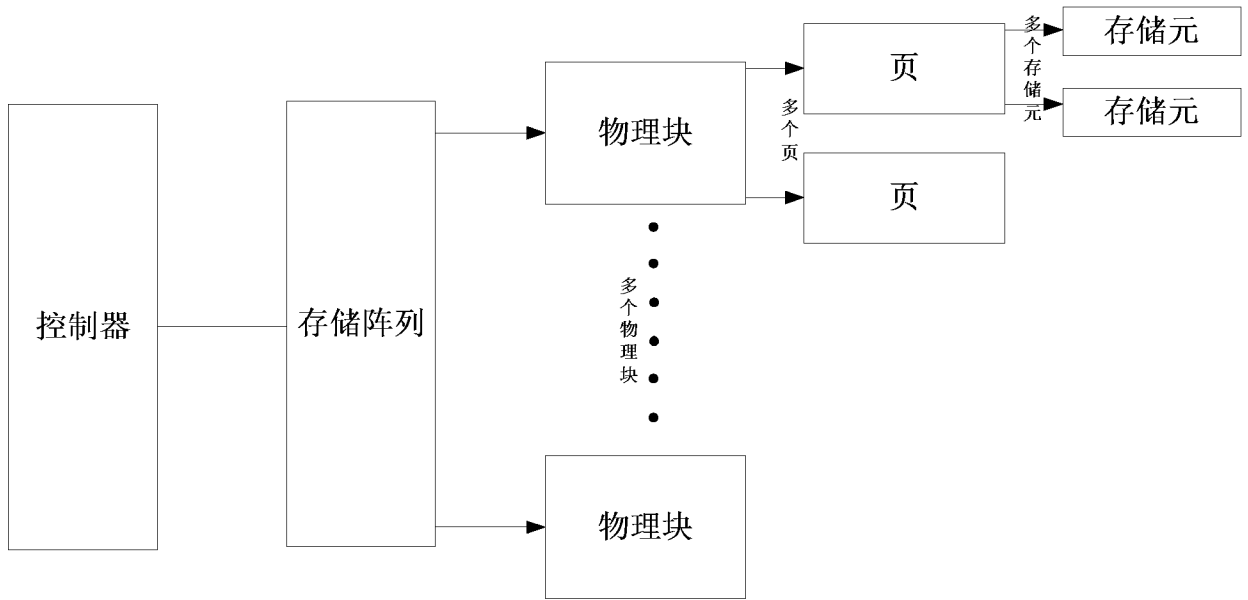 控制器
存储阵列
物理块
多个物理块
物理块
多个页
页
页
多个存储元
存储元
存储元